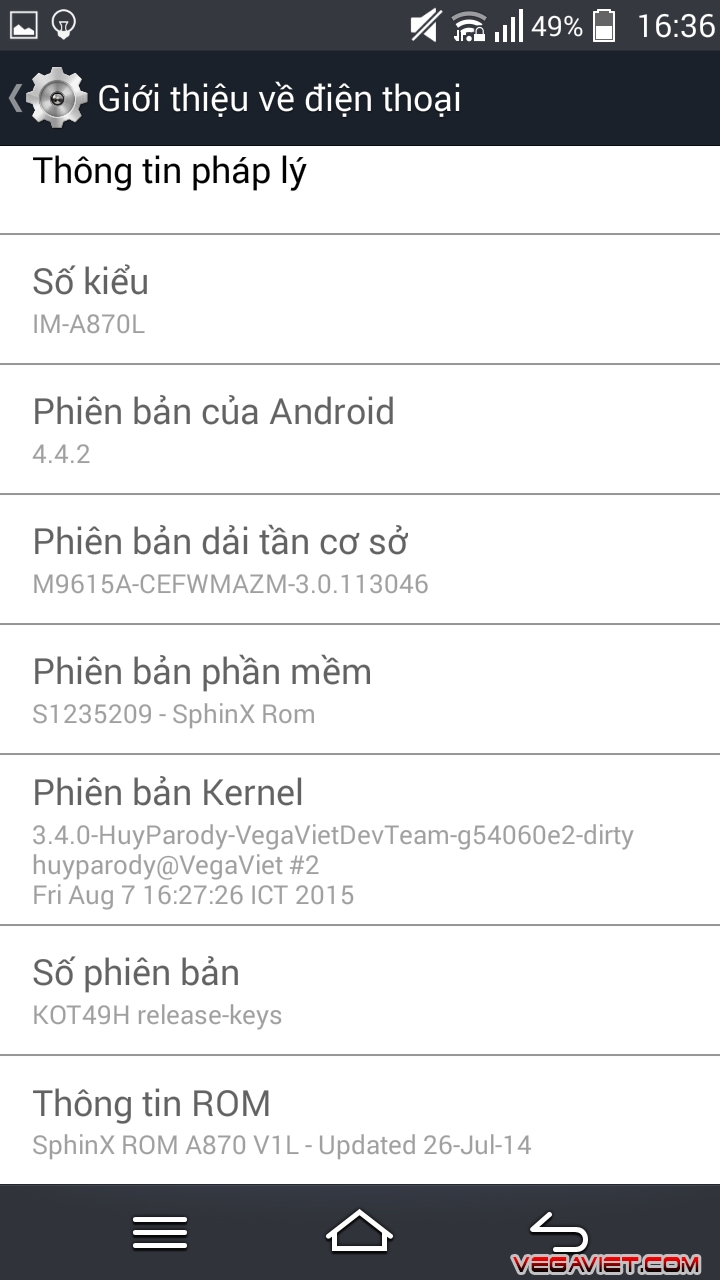 49% 16:36
Giới thiệu về điện thoại
Thông tin pháp lý
Số kiểu
IM-A870L
Phiên bản của Android
4.4.2
Phiên bản dải tần cơ sở
M9615A-CEFWMAZM-3.0.113046
Phiên bản phần mềm
S1235209 - SphinX Rom
Phiên bản Kernel
3.4.0-HuyParody-VegaVietDevTeam-g54060e2-dirty
huyparody@VegaViet #2
Fri Aug 7 16:27:26 ICT 2015
Số phiên bản
KOT49H release-keys
Thông tin ROM
SphinX ROM A870 V1L - Updated 26-Jul-14
VEGAVIET.COM